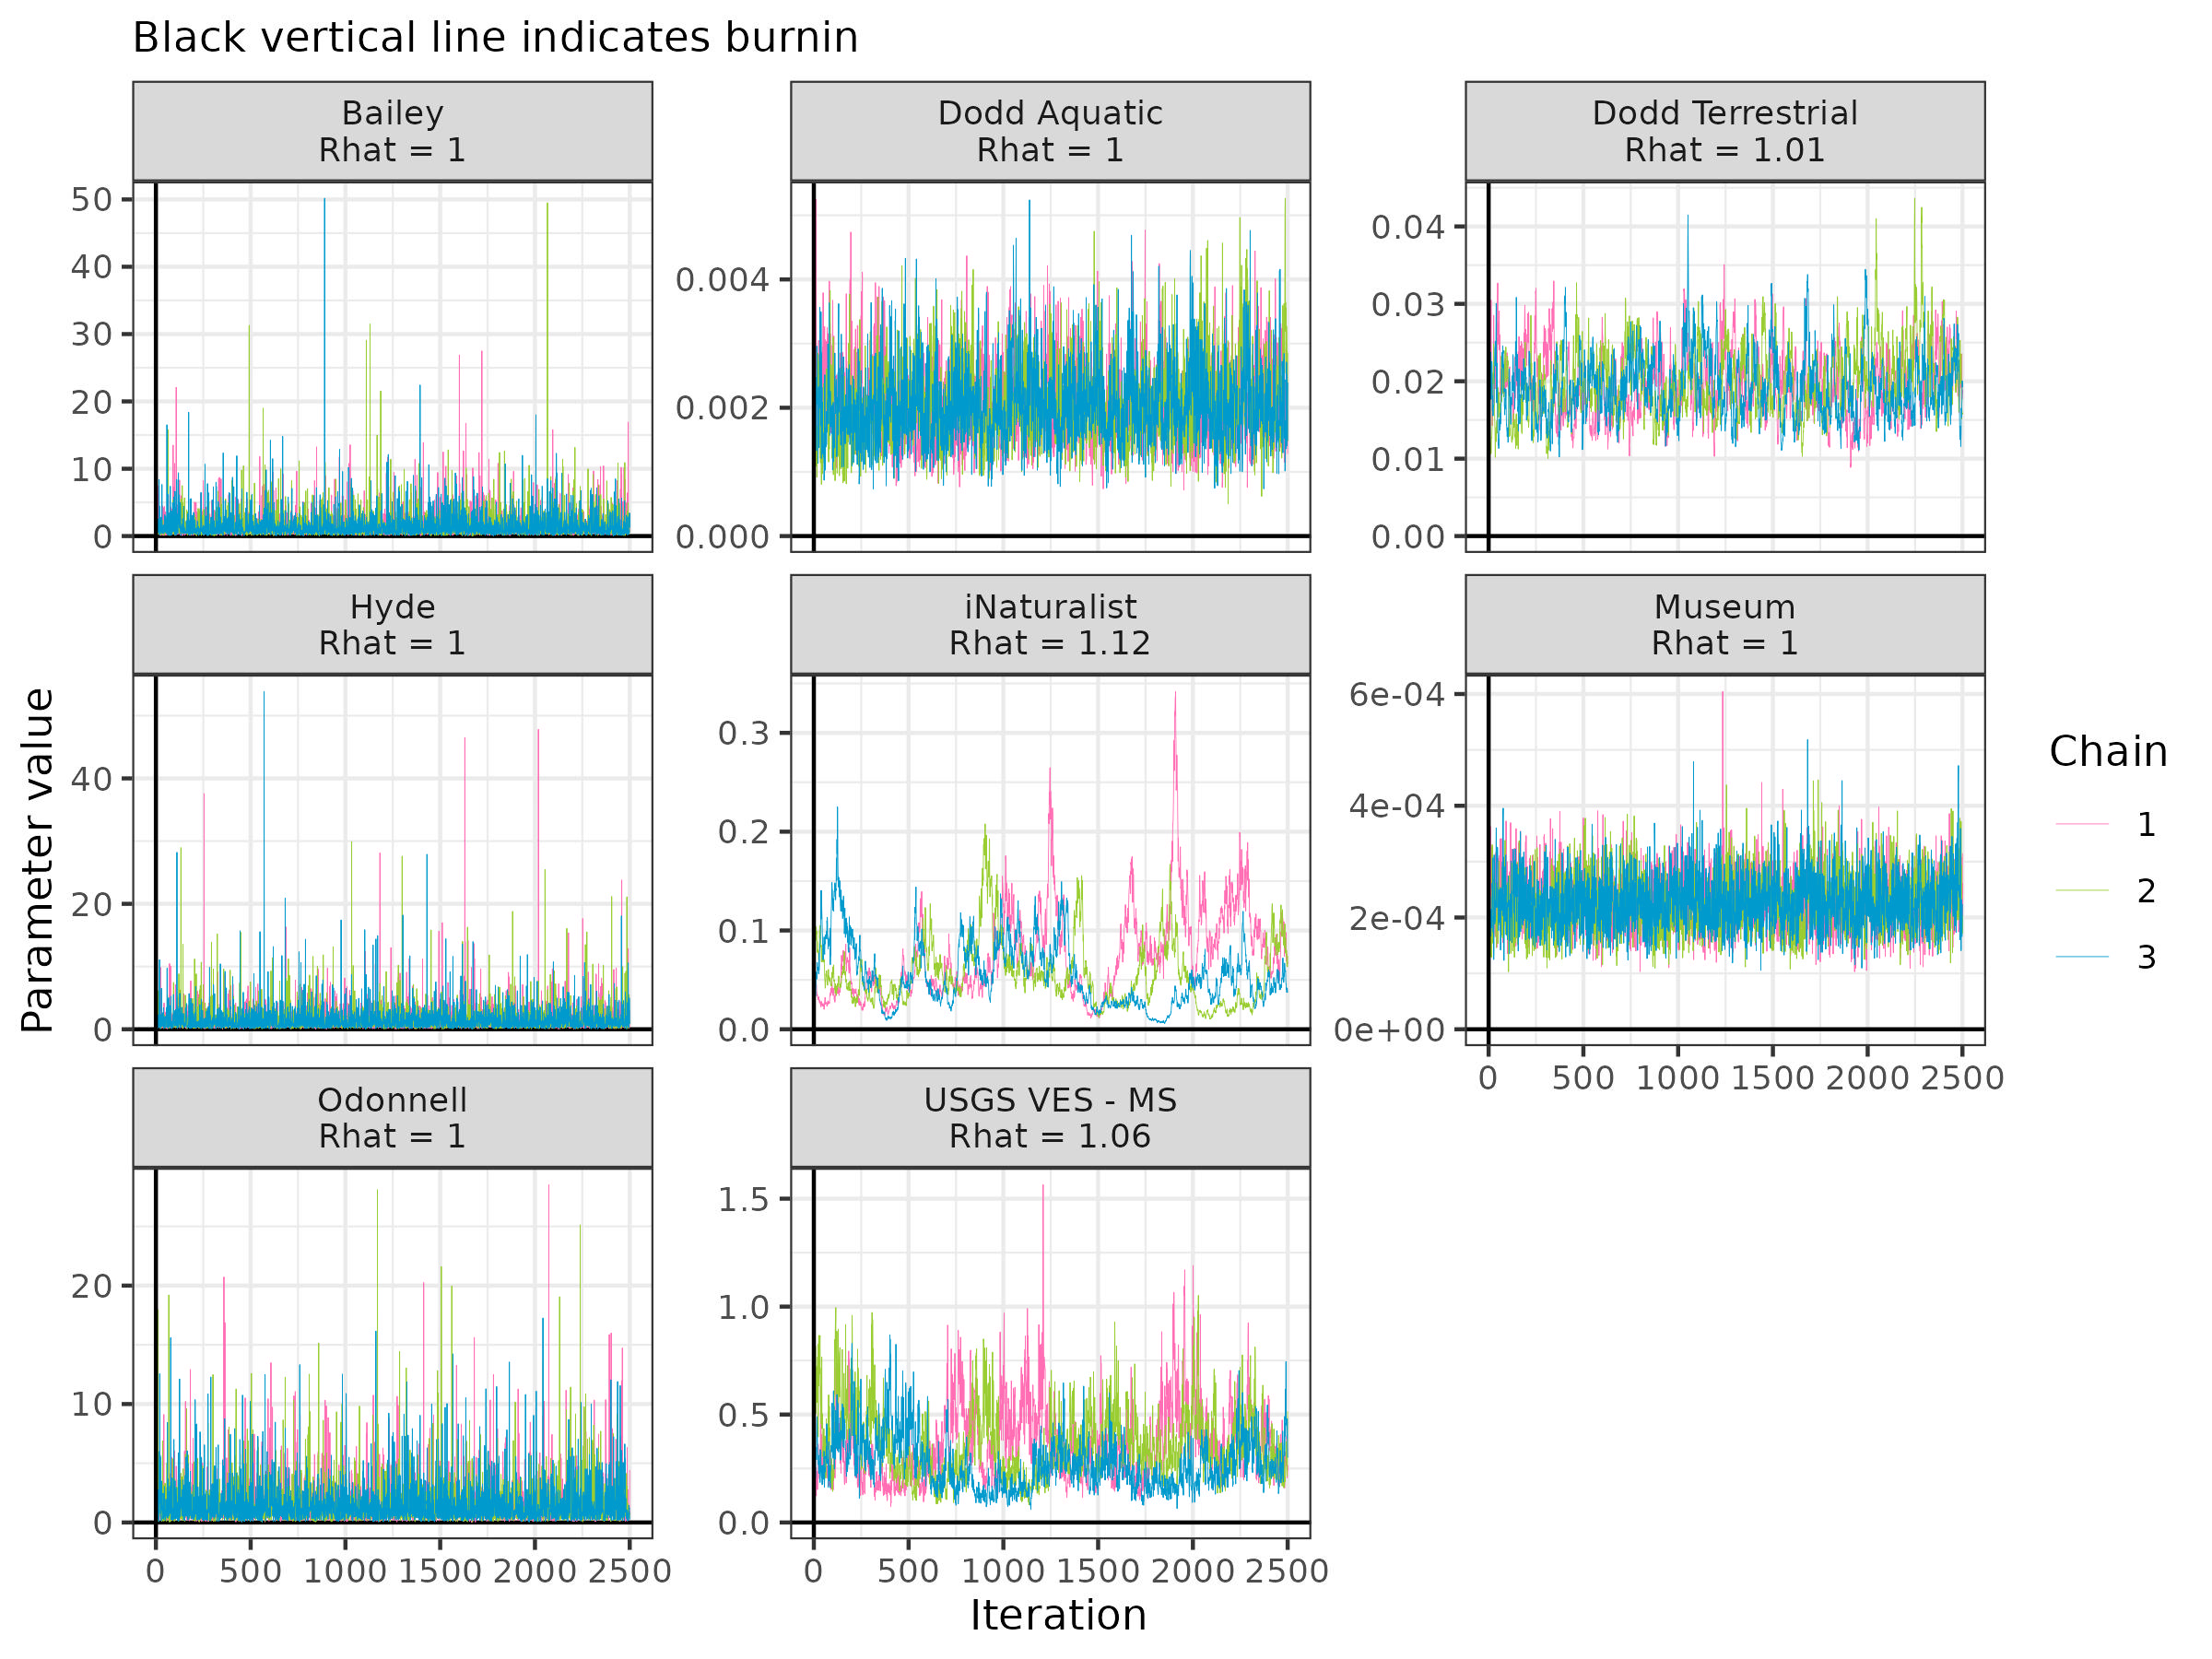 Black vertical line indicates burnin
Bailey
Rhat = 1
Dodd Aquatic
Rhat = 1
Dodd Terrestrial
Rhat = 1.01
50
40
30
20
10
0
0.004
0.002
0.000
0.04
0.03
0.02
0.01
0.00
Hyde
Rhat = 1
iNaturalist
Rhat = 1.12
Museum
Rhat = 1
Parameter value
40
20
0
0.3
0.2
0.1
0.0
6e-04
4e-04
2e-04
0e+00
0 500 1000 1500 2000 2500
Chain
1
2
3
Odonnell
Rhat = 1
USGS VES - MS
Rhat = 1.06
20
10
0
1.5
1.0
0.5
0.0
0 500 1000 1500 2000 2500
0 500 1000 1500 2000 2500
Iteration